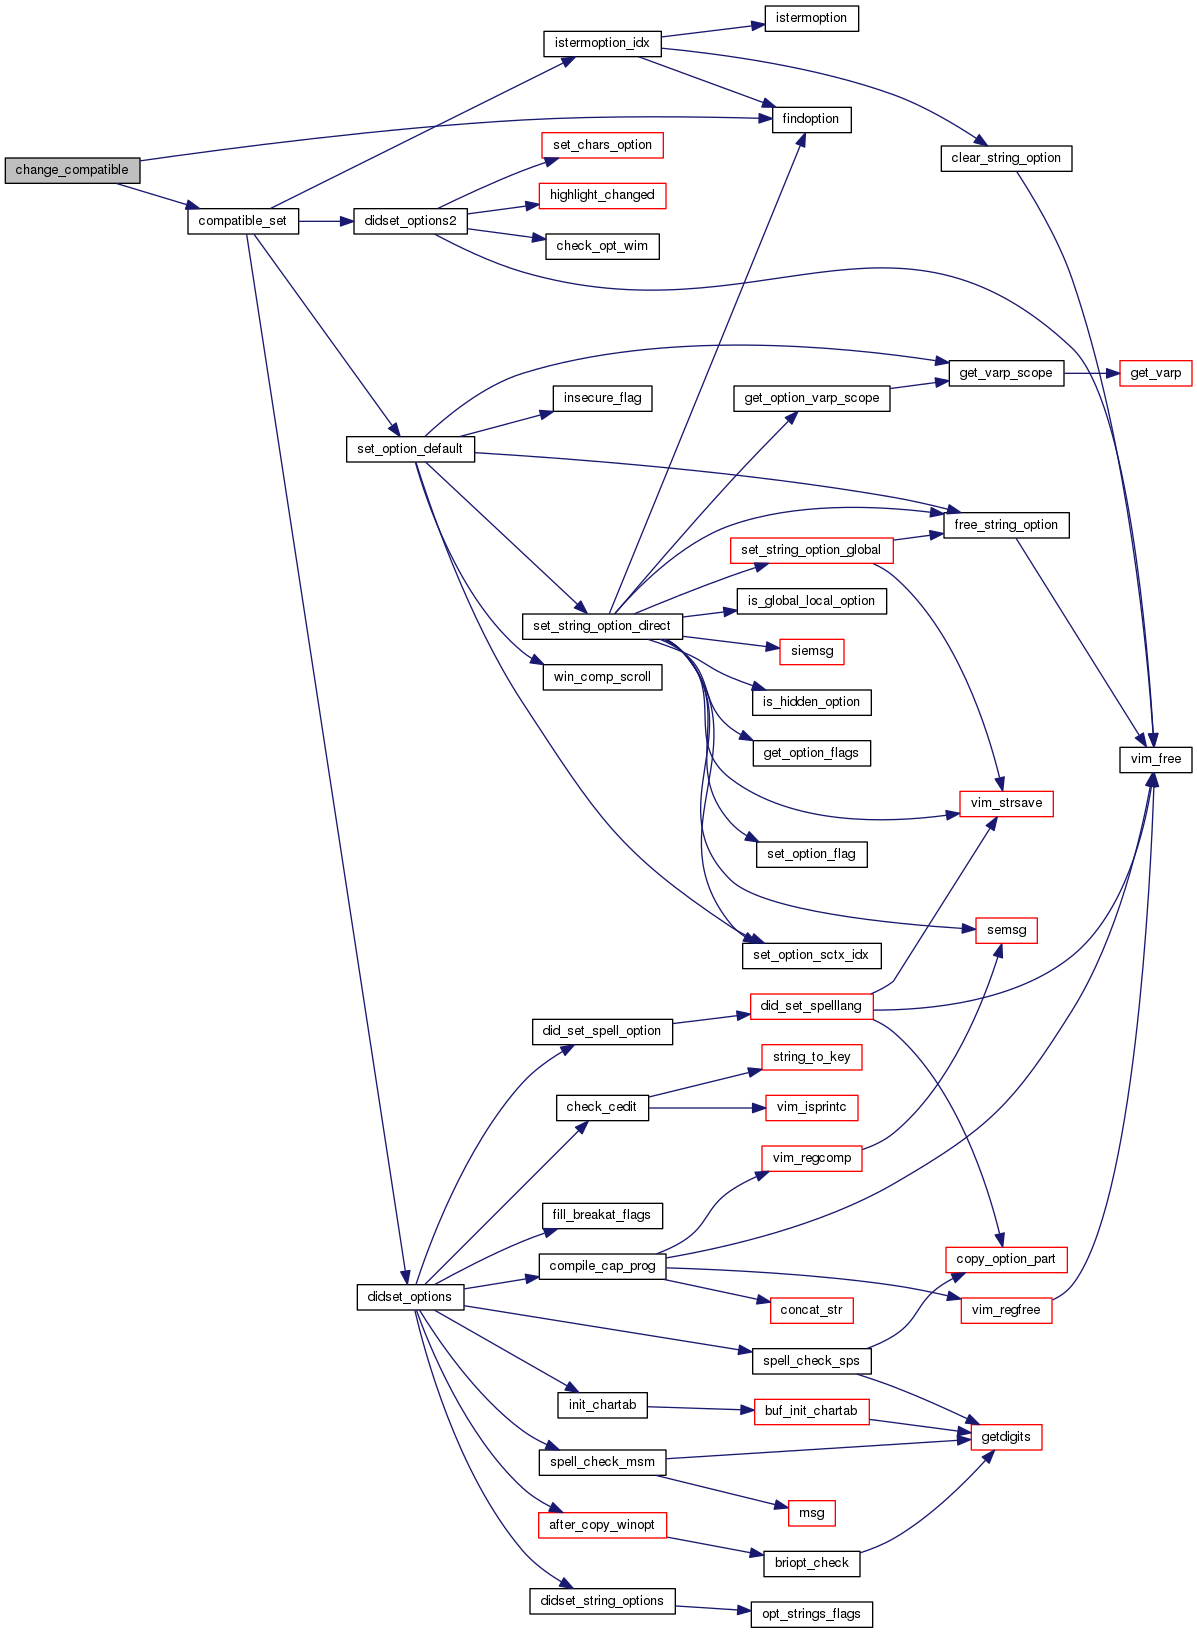 istermoption
istermoption_idx
findoption
set_chars_option
clear_string_option
change_compatible
highlight_changed
compatible_set
didset_options2
check_opt_wim
get_varp_scope
get_varp
insecure_flag
get_option_varp_scope
set_option_default
free_string_option
set_string_option_global
is_global_local_option
set_string_option_direct
siemsg
win_comp_scroll
is_hidden_option
get_option_flags
vim_free
vim_strsave
set_option_flag
semsg
set_option_sctx_idx
did_set_spelllang
did_set_spell_option
string_to_key
check_cedit
vim_isprintc
vim_regcomp
fill_breakat_flags
copy_option_part
compile_cap_prog
didset_options
concat_str
vim_regfree
spell_check_sps
init_chartab
buf_init_chartab
getdigits
spell_check_msm
msg
after_copy_winopt
briopt_check
didset_string_options
opt_strings_flags